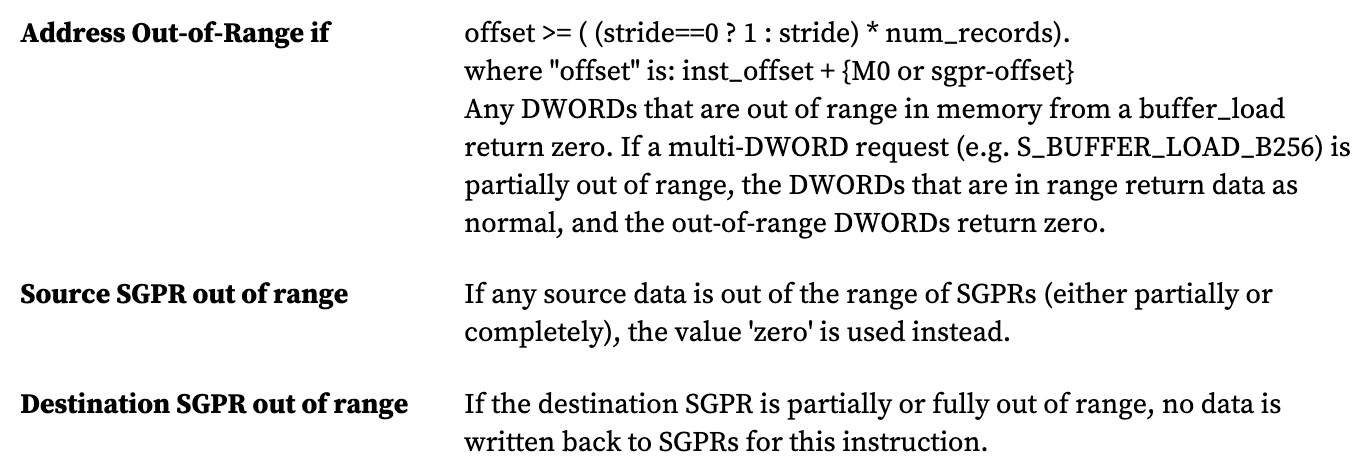 Address Out-of-Range if
offset >= ( (stride==0 ? 1 : stride) * num_records).
where "offset" is: inst_offset + {M0 or sgpr-offset}
Any DWORDs that are out of range in memory from a buffer_load
return zero. If a multi-DWORD request (e.g. S_BUFFER_LOAD_B256) is
partially out of range, the DWORDs that are in range return data as
normal, and the out-of-range DWORDs return zero.
Source SGPR out of range
If any source data is out of the range of SGPRs (either partially or
completely), the value 'zero' is used instead.
Destination SGPR out of range
If the destination SGPR is partially or fully out of range, no data is
written back to SGPRs for this instruction.